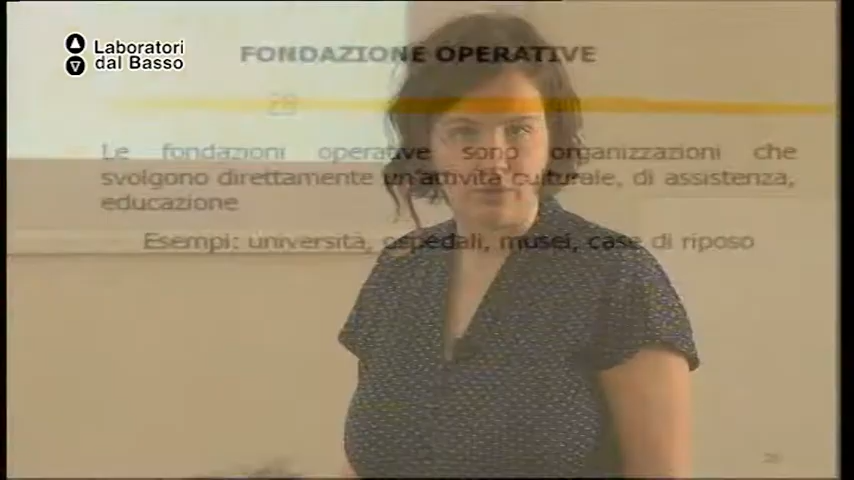 Laboratori
dal Basso
FONDAZIONE OPERATIVE
28
Le fondazioni operative sono organizzazioni che
svolgono direttamente un'attività culturale, di assistenza,
educazione
Esempi: università, ospedali, musei, case di riposo